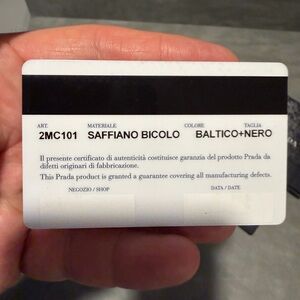 ART. MATERIALE COLORE TAGLIA
2MC101 SAFFIANO BICOLO BALTICO+NERO
Il presente certificato di autenticità costituisce garanzia del prodotto Prada da
difetti originari di fabbricazione.
This Prada product is granted a guarantee covering all manufacturing defects.
NEGOZIO / SHOP DATA / DATE